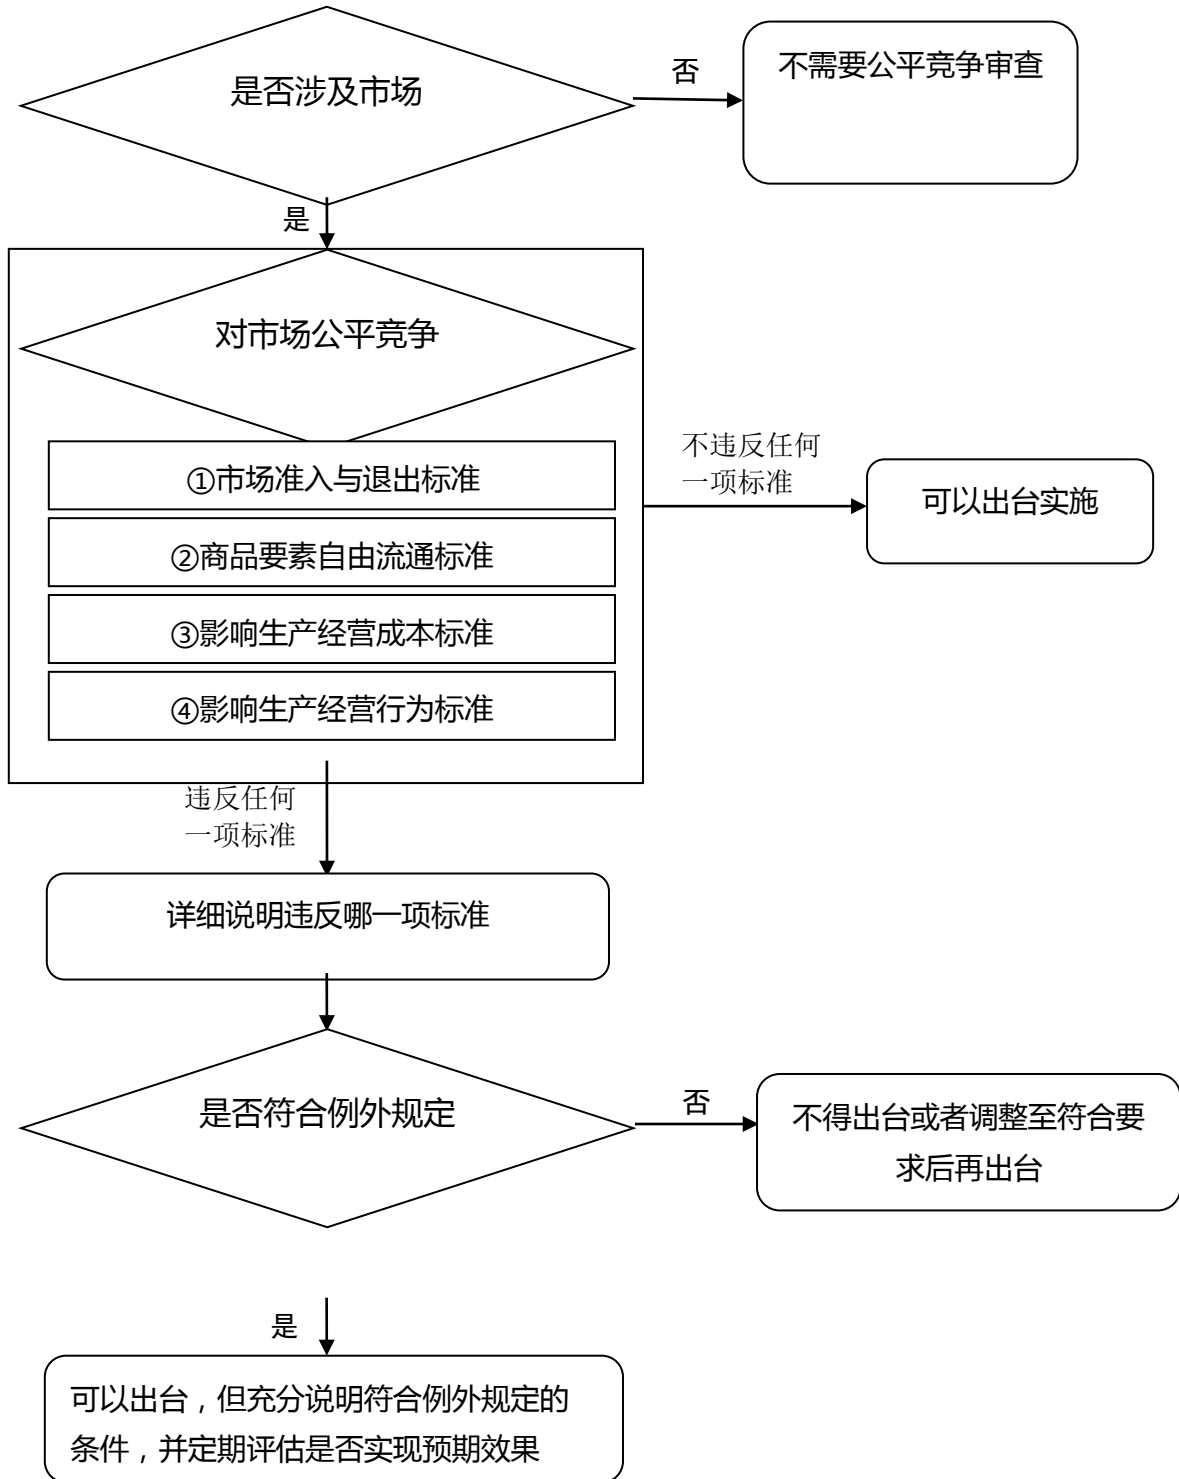 是否涉及市场
否
不需要公平竞争审查
是
对市场公平竞争
①市场准入与退出标准
②商品要素自由流通标准
③影响生产经营成本标准
④影响生产经营行为标准
不违反任何
一项标准
可以出台实施
违反任何
一项标准
详细说明违反哪一项标准
是否符合例外规定
否
不得出台或者调整至符合要
求后再出台
是
可以出台，但充分说明符合例外规定的
条件，并定期评估是否实现预期效果